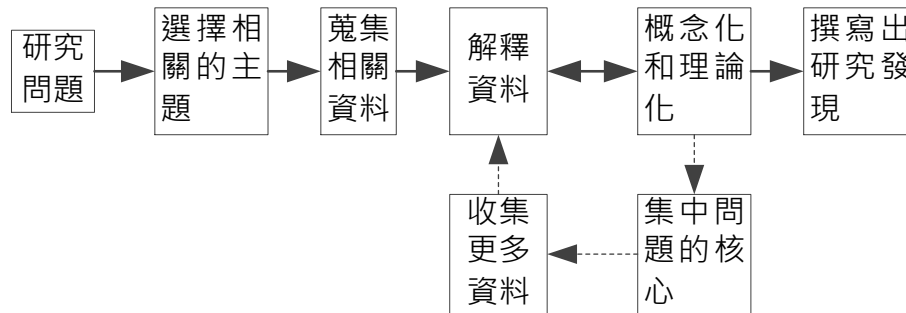 研究
問題
選擇相
關的主
題
蒐集
相關
資料
解釋
資料
概念化
和理論
化
撰寫出
研究發
現
收集
更多
資料
集中問
題的核
心